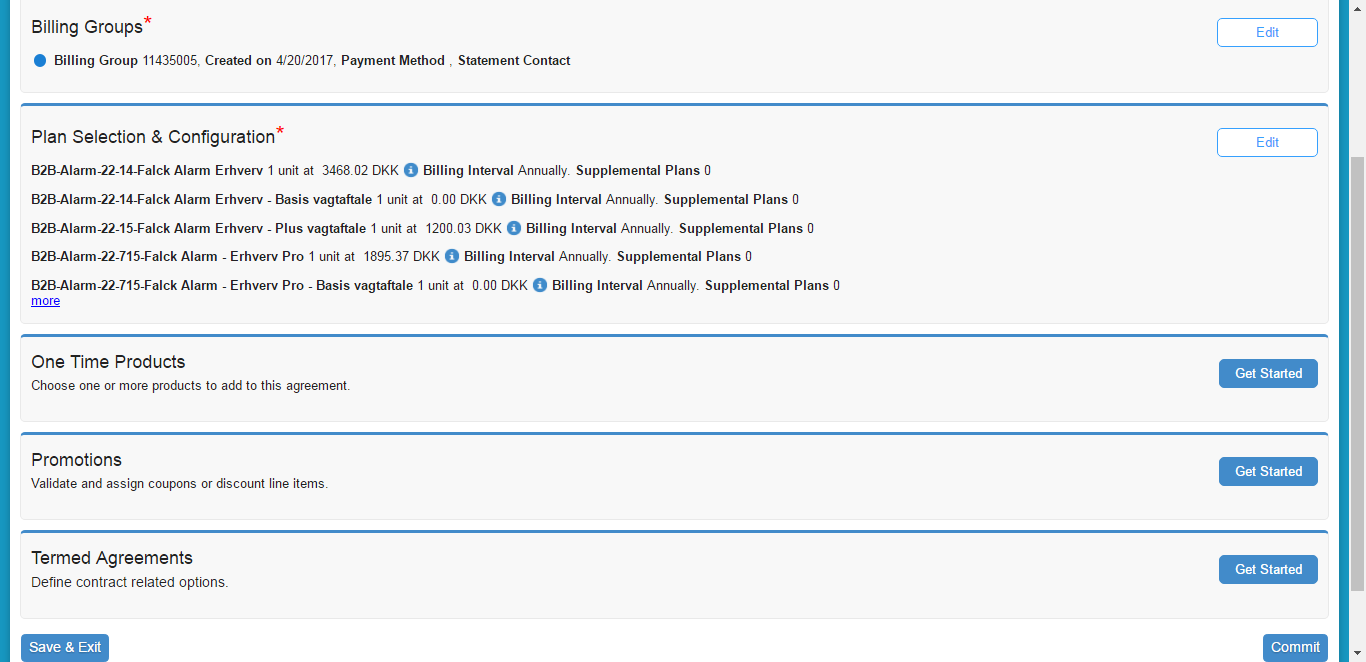 Billing Groups*
Edit
Billing Group 11435005, Created on 4/20/2017, Payment Method , Statement Contact
Plan Selection & Configuration*
Edit
B2B-Alarm-22-14-Falck Alarm Erhverv 1 unit at 3468.02 DKK i Billing Interval Annually. Supplemental Plans 0
B2B-Alarm-22-14-Falck Alarm Erhverv - Basis vagtaftale 1 unit at 0.00 DKK i Billing Interval Annually. Supplemental Plans 0
B2B-Alarm-22-15-Falck Alarm Erhverv - Plus vagtaftale 1 unit at 1200.03 DKK i Billing Interval Annually. Supplemental Plans 0
B2B-Alarm-22-715-Falck Alarm - Erhverv Pro 1 unit at 1895.37 DKK i Billing Interval Annually. Supplemental Plans 0
B2B-Alarm-22-715-Falck Alarm - Erhverv Pro - Basis vagtaftale 1 unit at 0.00 DKK i Billing Interval Annually. Supplemental Plans 0
more
One Time Products
Choose one or more products to add to this agreement.
Get Started
Promotions
Validate and assign coupons or discount line items.
Get Started
Termed Agreements
Define contract related options.
Get Started
Save & Exit
Commit